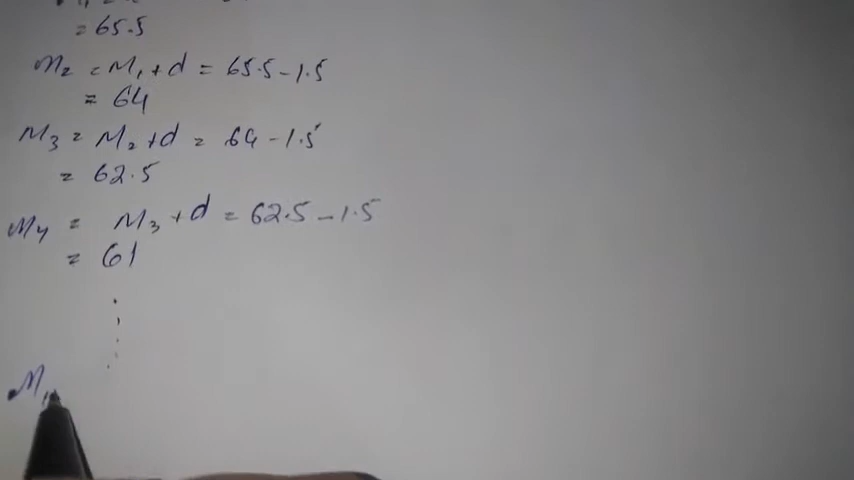 = 65.5
M₂ = M₁ + d = 65.5 - 1.5
= 64
M₃ = M₂ + d = 64 - 1.5
= 62.5
M₄ = M₃ + d = 62.5 - 1.5
= 61
M